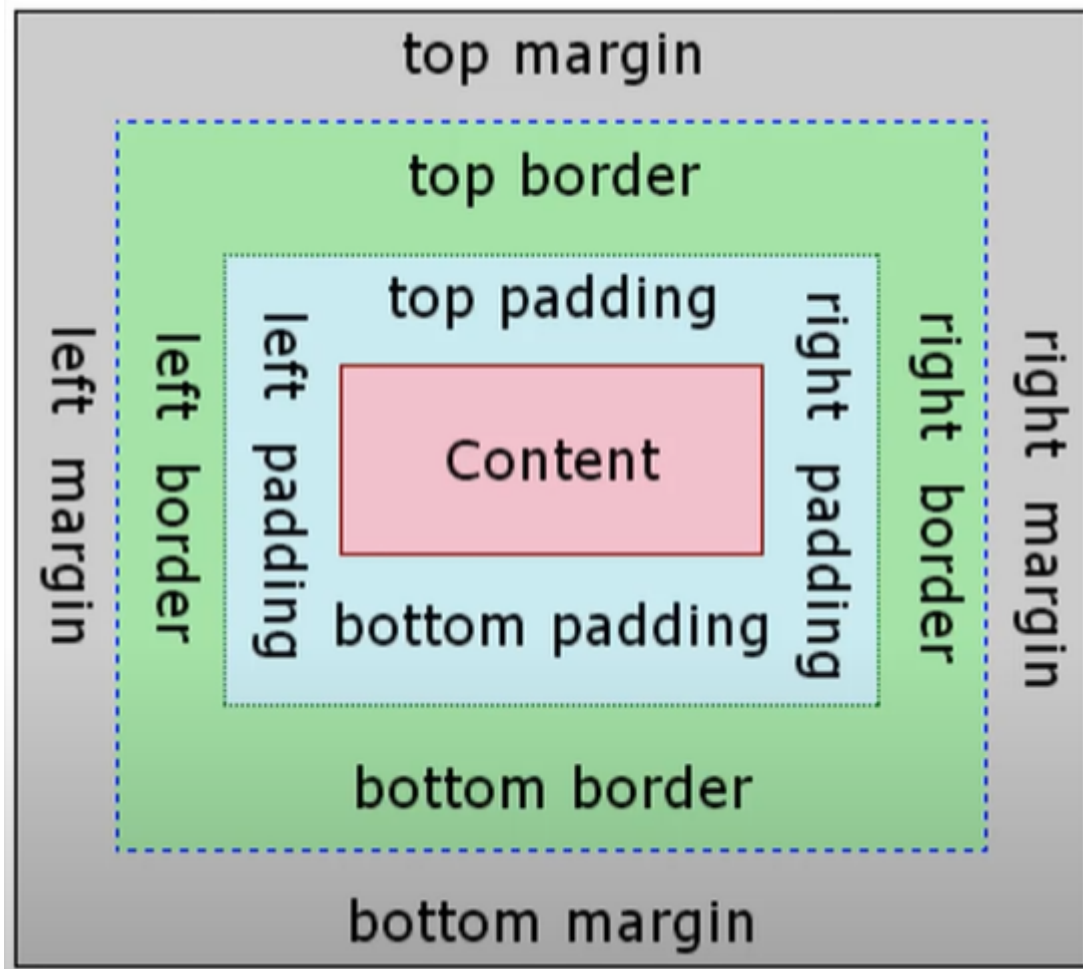 top margin
top border
top padding
left margin
left border
left padding
Content
right padding
right border
right margin
bottom padding
bottom border
bottom margin